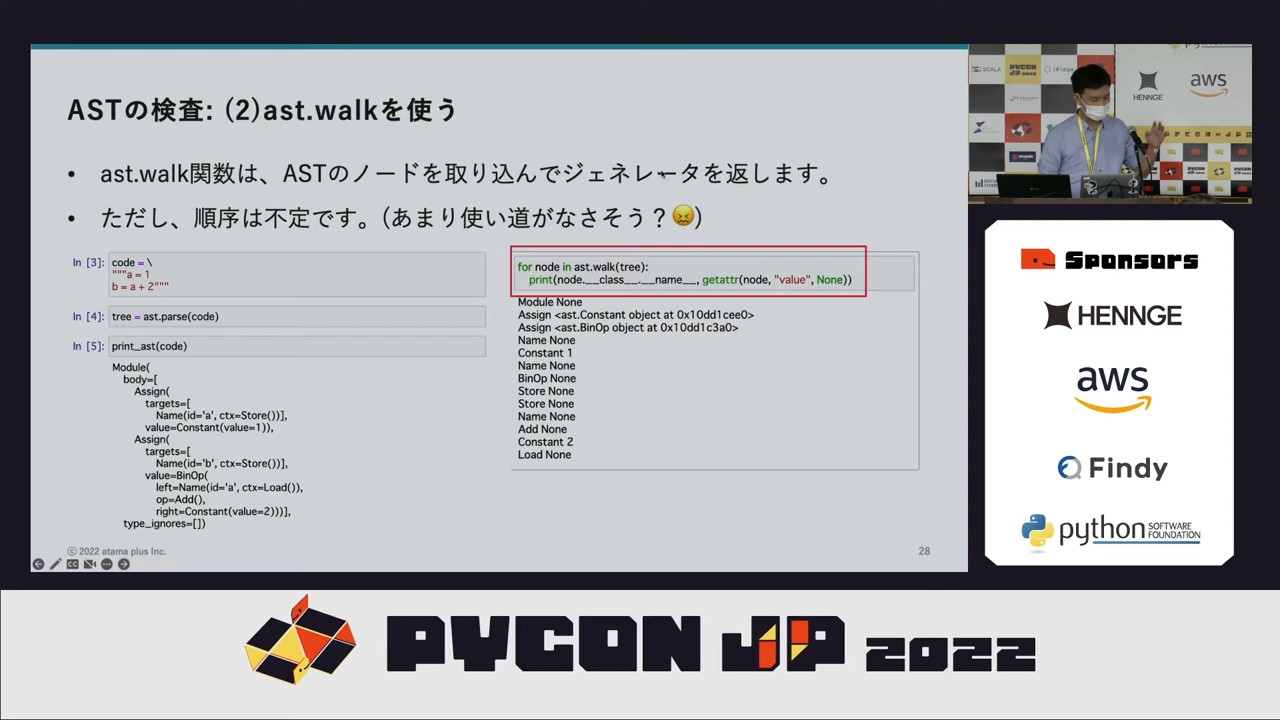 ASTの検査: (2)ast.walkを使う
• ast.walk関数は、ASTのノードを取り込んでジェネレータを返します。
• ただし、順序は不定です。(あまり使い道がなさそう？😖)
In [3]: code = \
"""a = 1
b = a + 2"""
In [4]: tree = ast.parse(code)
In [5]: print_ast(code)
Module(
body=[
Assign(
targets=[
Name(id='a', ctx=Store())],
value=Constant(value=1)),
Assign(
targets=[
Name(id='b', ctx=Store())],
value=BinOp(
left=Name(id='a', ctx=Load()),
op=Add(),
right=Constant(value=2)))],
type_ignores=[])
for node in ast.walk(tree):
print(node.__class__.__name__, getattr(node, "value", None))
Module None
Assign <ast.Constant object at 0x10dd1cee0>
Assign <ast.BinOp object at 0x10dd1c3a0>
Name None
Constant 1
Name None
BinOp None
Store None
Store None
Name None
Add None
Constant 2
Load None
© 2022 atama plus Inc.
28
SCALA
PYCON
JP 2022
HENNGE
aws
Sponsors
HENNGE
aws
Findy
python SOFTWARE
FOUNDATION
PYCON JP 2022